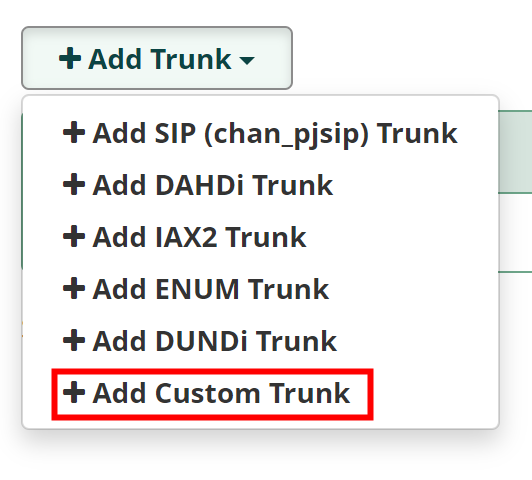 + Add Trunk
+ Add SIP (chan_pjsip) Trunk
+ Add DAHDi Trunk
+ Add IAX2 Trunk
+ Add ENUM Trunk
+ Add DUNDi Trunk
+ Add Custom Trunk